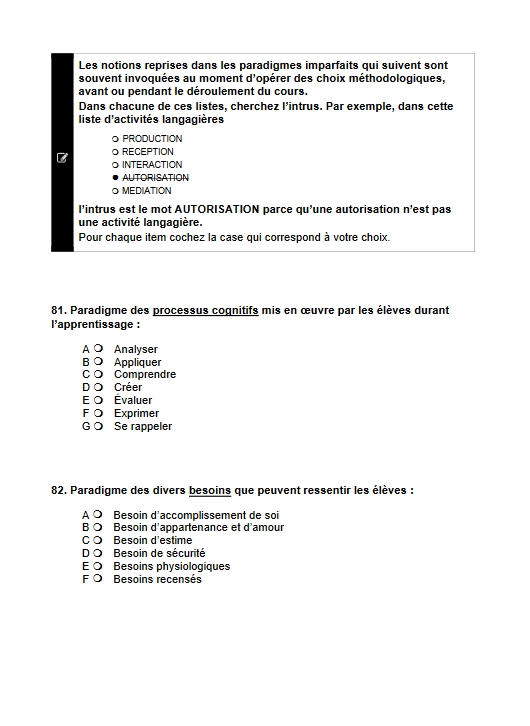 Les notions reprises dans les paradigmes imparfaits qui suivent sont
souvent invoquées au moment d'opérer des choix méthodologiques,
avant ou pendant le déroulement du cours.
Dans chacune de ces listes, cherchez l'intrus. Par exemple, dans cette
liste d'activités langagières
PRODUCTION
RECEPTION
INTERACTION
AUTORISATION
MEDIATION
l'intrus est le mot AUTORISATION parce qu'une autorisation n'est pas
une activité langagière.
Pour chaque item cochez la case qui correspond à votre choix.
81. Paradigme des processus cognitifs mis en œuvre par les élèves durant
l'apprentissage :
A Analyser
B Appliquer
C Comprendre
D Créer
E Évaluer
F Exprimer
G Se rappeler
82. Paradigme des divers besoins que peuvent ressentir les élèves :
A Besoin d'accomplissement de soi
B Besoin d'appartenance et d'amour
C Besoin d'estime
D Besoin de sécurité
E Besoins physiologiques
F Besoins recensés